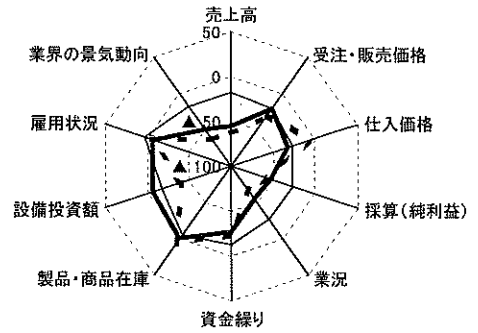 売上高
50
業界の景気動向
受注・販売価格
0
雇用状況
50
仕入価格
100
設備投資額
採算(純利益)
製品・商品在庫
業況
資金繰り